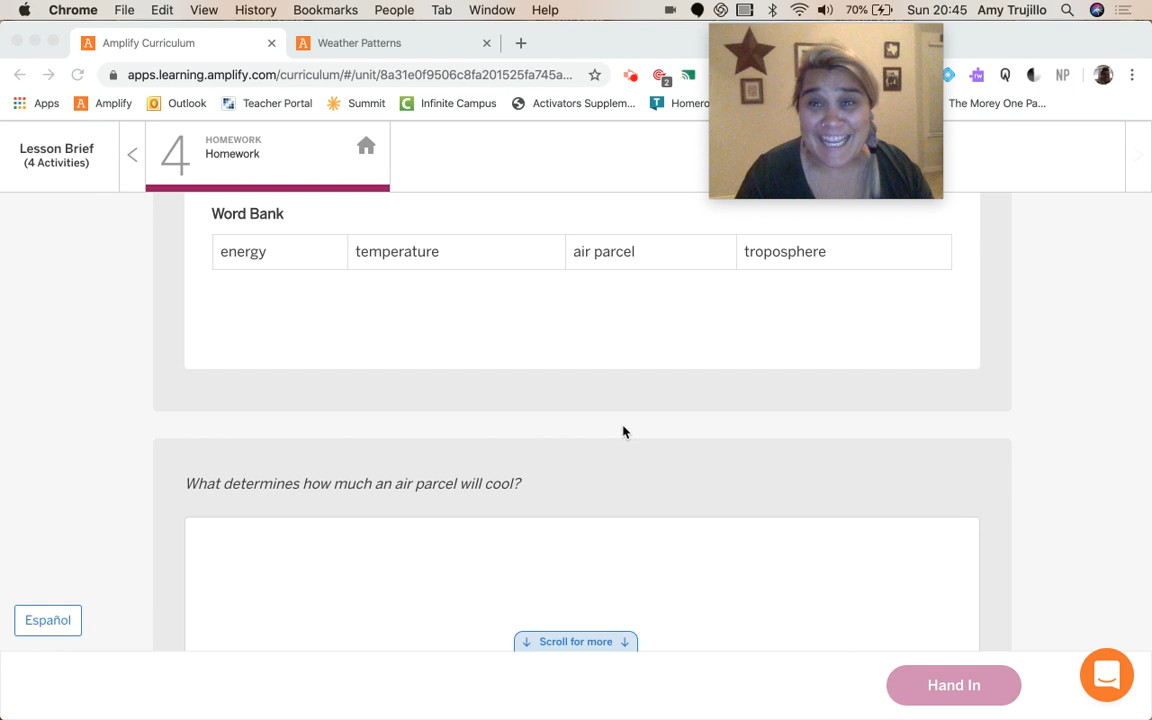 Chrome File Edit View History Bookmarks People Tab Window Help 70% Sun 20:45 Amy Trujillo
Amplify Curriculum Weather Patterns
apps.learning.amplify.com/curriculum/#/unit/8a31e0f9506c8fa201525fa745a... 2 rw Q NP
Apps Amplify Outlook Teacher Portal Summit Infinite Campus Activators Supplem... Homero The Morey One Pa...
Lesson Brief
(4 Activities)
4
HOMEWORK
Homework
Word Bank
energy temperature air parcel troposphere
What determines how much an air parcel will cool?
Español
Scroll for more
Hand In